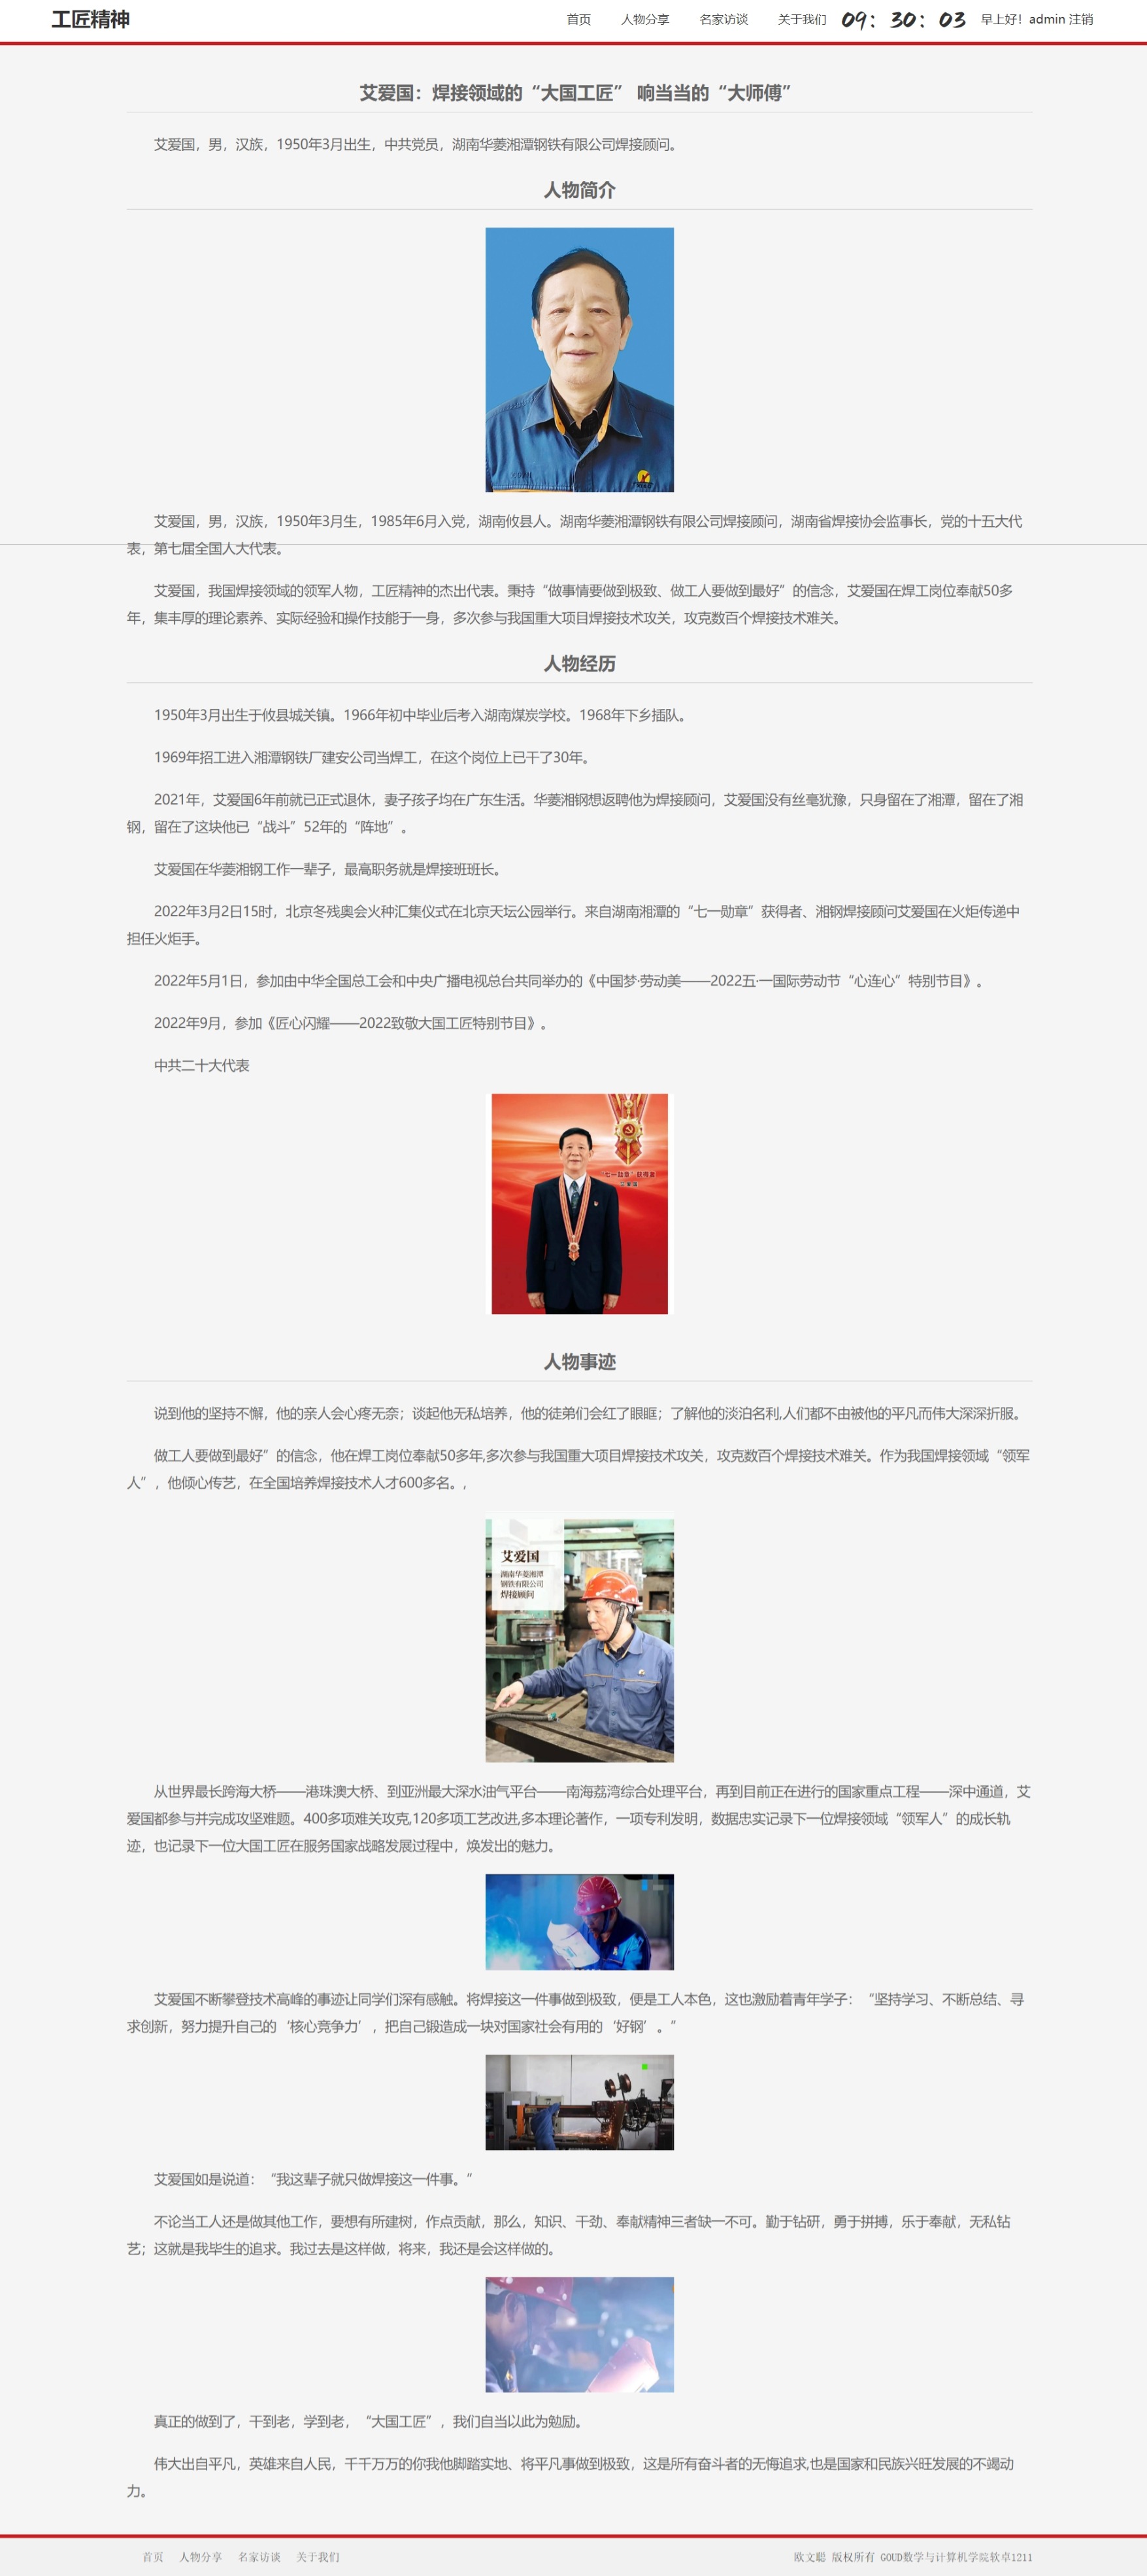 工匠精神
首页 人物分享 名家访谈 关于我们 09: 30: 03 早上好! admin 注销
艾爱国：焊接领域的“大国工匠” 响当当的“大师傅”
艾爱国，男，汉族，1950年3月出生，中共党员，湖南华菱湘潭钢铁有限公司焊接顾问。
人物简介
艾爱国，男，汉族，1950年3月生，1985年6月入党，湖南攸县人。湖南华菱湘潭钢铁有限公司焊接顾问，湖南省焊接协会监事长，党的十五大代
表，第七届全国人大代表。
艾爱国，我国焊接领域的领军人物，工匠精神的杰出代表。秉持“做事情要做到极致、做工人要做到最好”的信念，艾爱国在焊工岗位奉献50多
年，集丰厚的理论素养、实际经验和操作技能于一身，多次参与我国重大项目焊接技术攻关，攻克数百个焊接技术难关。
人物经历
1950年3月出生于攸县城关镇。1966年初中毕业后考入湖南煤炭学校。1968年下乡插队。
1969年招工进入湘潭钢铁厂建安公司当焊工，在这个岗位上已干了30年。
2021年，艾爱国6年前就已正式退休，妻子孩子均在广东生活。华菱湘钢想返聘他为焊接顾问，艾爱国没有丝毫犹豫，只身留在了湘潭，留在了湘
钢，留在了这块他已“战斗”52年的“阵地”。
艾爱国在华菱湘钢工作一辈子，最高职务就是焊接班班长。
2022年3月2日15时，北京冬残奥会火种汇集仪式在北京天坛公园举行。来自湖南湘潭的“七一勋章”获得者、湘钢焊接顾问艾爱国在火炬传递中
担任火炬手。
2022年5月1日，参加由中华全国总工会和中央广播电视总台共同举办的《中国梦·劳动美——2022五·一国际劳动节“心连心”特别节目》。
2022年9月，参加《匠心闪耀——2022致敬大国工匠特别节目》。
中共二十大代表
“七一勋章”获得者
人物事迹
说到他的坚持不懈，他的亲人会心疼无奈；谈起他无私培养，他的徒弟们会红了眼眶；了解他的淡泊名利,人们都不由被他的平凡而伟大深深折服。
做工人要做到最好”的信念，他在焊工岗位奉献50多年,多次参与我国重大项目焊接技术攻关，攻克数百个焊接技术难关。作为我国焊接领域“领军
人”，他倾心传艺，在全国培养焊接技术人才600多名。,
艾爱国
湖南华菱湘潭
钢铁有限公司
焊接顾问
从世界最长跨海大桥——港珠澳大桥、到亚洲最大深水油气平台——南海荔湾综合处理平台，再到目前正在进行的国家重点工程——深中通道，艾
爱国都参与并完成攻坚难题。400多项难关攻克,120多项工艺改进,多本理论著作，一项专利发明，数据忠实记录下一位焊接领域“领军人”的成长轨
迹，也记录下一位大国工匠在服务国家战略发展过程中，焕发出的魅力。
艾爱国不断攀登技术高峰的事迹让同学们深有感触。将焊接这一件事做到极致，便是工人本色，这也激励着青年学子：“坚持学习、不断总结、寻
求创新，努力提升自己的‘核心竞争力’，把自己锻造成一块对国家社会有用的‘好钢’。”
艾爱国如是说道：“我这辈子就只做焊接这一件事。”
不论当工人还是做其他工作，要想有所建树，作点贡献，那么，知识、干劲、奉献精神三者缺一不可。勤于钻研，勇于拼搏，乐于奉献，无私钻
艺；这就是我毕生的追求。我过去是这样做，将来，我还是会这样做的。
真正的做到了，干到老，学到老，“大国工匠”，我们自当以此为勉励。
伟大出自平凡，英雄来自人民，千千万万的你我他脚踏实地、将平凡事做到极致，这是所有奋斗者的无悔追求,也是国家和民族兴旺发展的不竭动
力。
首页 人物分享 名家访谈 关于我们 欧文聪 版权所有 GOUD数学与计算机学院软卓1211